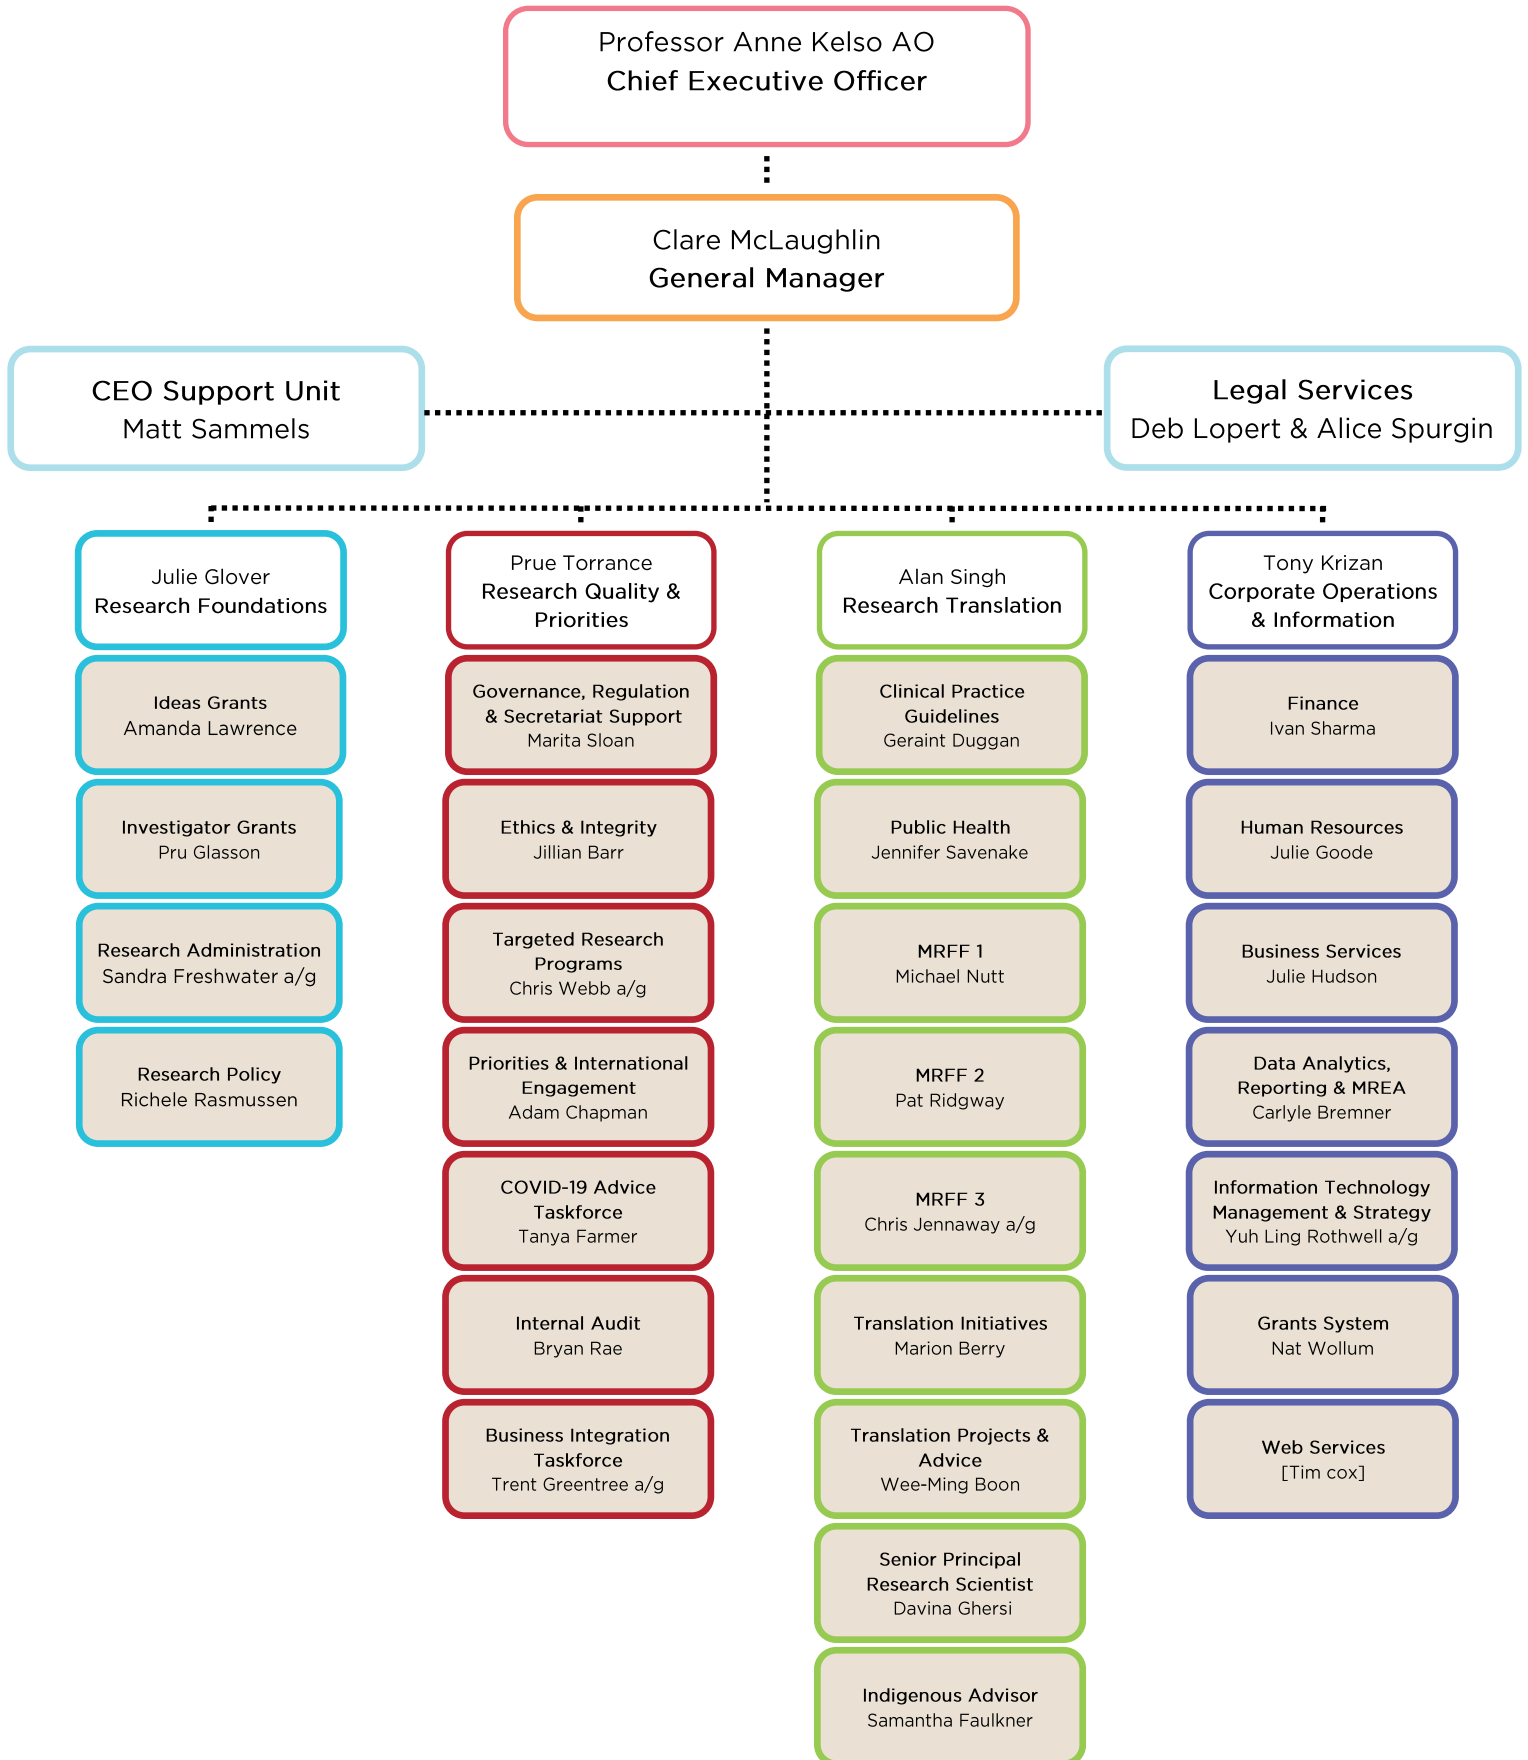 Professor Anne Kelso AO
Chief Executive Officer
Clare McLaughlin
General Manager
CEO Support Unit
Matt Sammels
Legal Services
Deb Lopert & Alice Spurgin
Julie Glover
Research Foundations
Ideas Grants
Amanda Lawrence
Investigator Grants
Pru Glasson
Research Administration
Sandra Freshwater a/g
Research Policy
Richele Rasmussen
Prue Torrance
Research Quality &
Priorities
Governance, Regulation
& Secretariat Support
Marita Sloan
Ethics & Integrity
Jillian Barr
Targeted Research
Programs
Chris Webb a/g
Priorities & International
Engagement
Adam Chapman
COVID-19 Advice
Taskforce
Tanya Farmer
Internal Audit
Bryan Rae
Business Integration
Taskforce
Trent Greentree a/g
Alan Singh
Research Translation
Clinical Practice
Guidelines
Geraint Duggan
Public Health
Jennifer Savenake
MRFF 1
Michael Nutt
MRFF 2
Pat Ridgway
MRFF 3
Chris Jennaway a/g
Translation Initiatives
Marion Berry
Translation Projects &
Advice
Wee-Ming Boon
Senior Principal
Research Scientist
Davina Ghersi
Indigenous Advisor
Samantha Faulkner
Tony Krizan
Corporate Operations
& Information
Finance
Ivan Sharma
Human Resources
Julie Goode
Business Services
Julie Hudson
Data Analytics,
Reporting & MREA
Carlyle Bremner
Information Technology
Management & Strategy
Yuh Ling Rothwell a/g
Grants System
Nat Wollum
Web Services
[Tim cox]